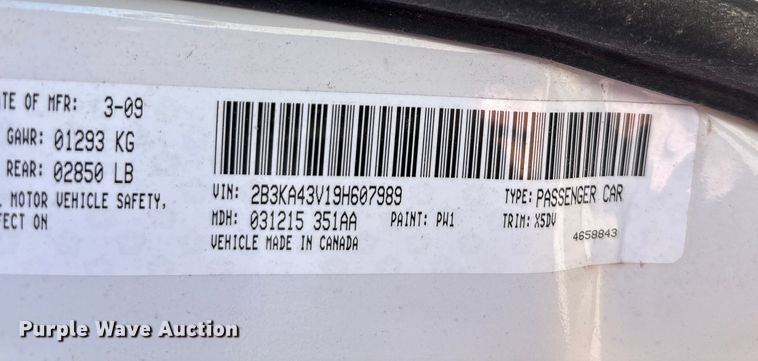 ATE OF MFR: 3-09
GAWR: 01293 KG
REAR: 02850 LB
MOTOR VEHICLE SAFETY,
FECT ON
VIN: 2B3KA43V19H607989 TYPE: PASSENGER CAR
MDH: 031215 351AA PAINT: PW1 TRIM: X5DV
VEHICLE MADE IN CANADA
4658843
Purple Wave Auction